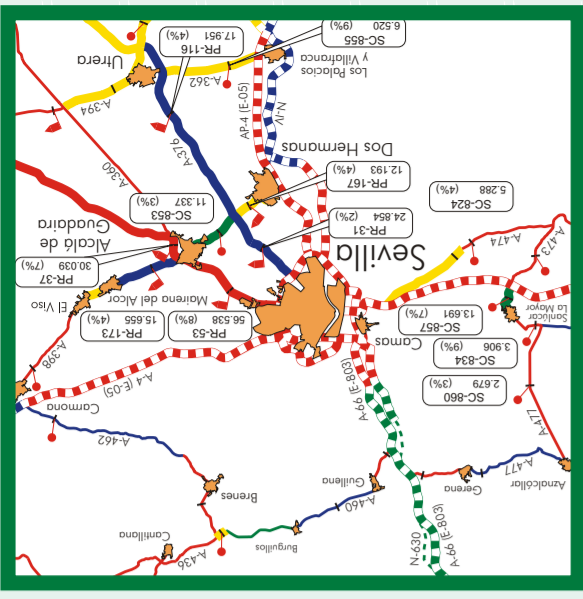 A-66 (E-803)
N-630
A-436
Cantillana
Burguillos
A-460
Guillena
Brenes
Gerena
A-477
Aznalcóllar
A-462
Carmona
A-477
A-66 (E-803)
A-4 (E-05)
SC-860
2.679 (3%)
A-398
SC-834
3.906 (9%)
Camas
PR-53
56.638 (8%)
PR-173
15.655 (4%)
SC-857
13.691 (7%)
Sanlúcar
La Mayor
El Viso
Mairena del Alcor
PR-37
30.039 (7%)
Sevilla
A-473
A-474
Alcalá de
Guadaira
PR-31
24.854 (2%)
SC-853
11.337 (3%)
SC-824
5.288 (4%)
PR-167
12.193 (4%)
A-360
Dos Hermanas
A-376
AP-4 (E-05)
N-IV
A-394
A-362
Los Palacios
y Villafranca
Utrera
PR-116
17.951 (4%)
SC-855
6.520 (9%)